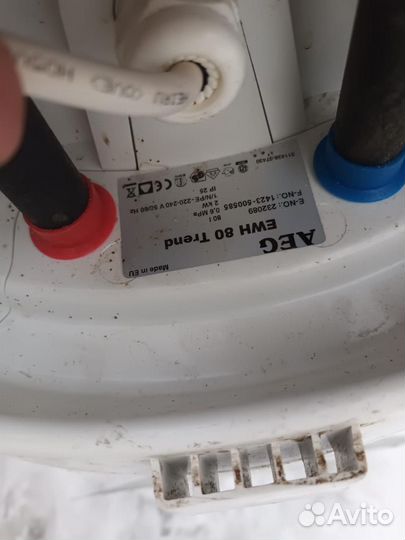 AEG
EWH 80 Trend
E-NO.: 232089
F-NO.: 1423-500585
80 l
0,6 MPa
2 kW
1/N/PE~220-240 V 50/60 Hz
IP 25
Made in EU
Avito